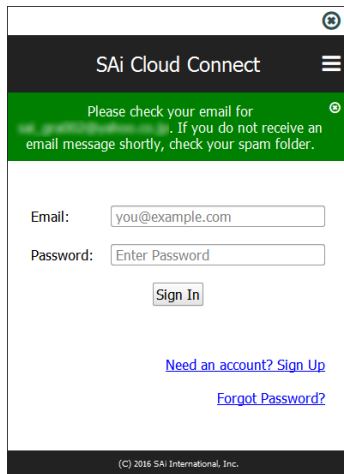 SAi Cloud Connect
Please check your email for
. If you do not receive an
email message shortly, check your spam folder.
Email:
you@example.com
Password:
Enter Password
Sign In
Need an account? Sign Up
Forgot Password?
(C) 2016 SAi International, Inc.